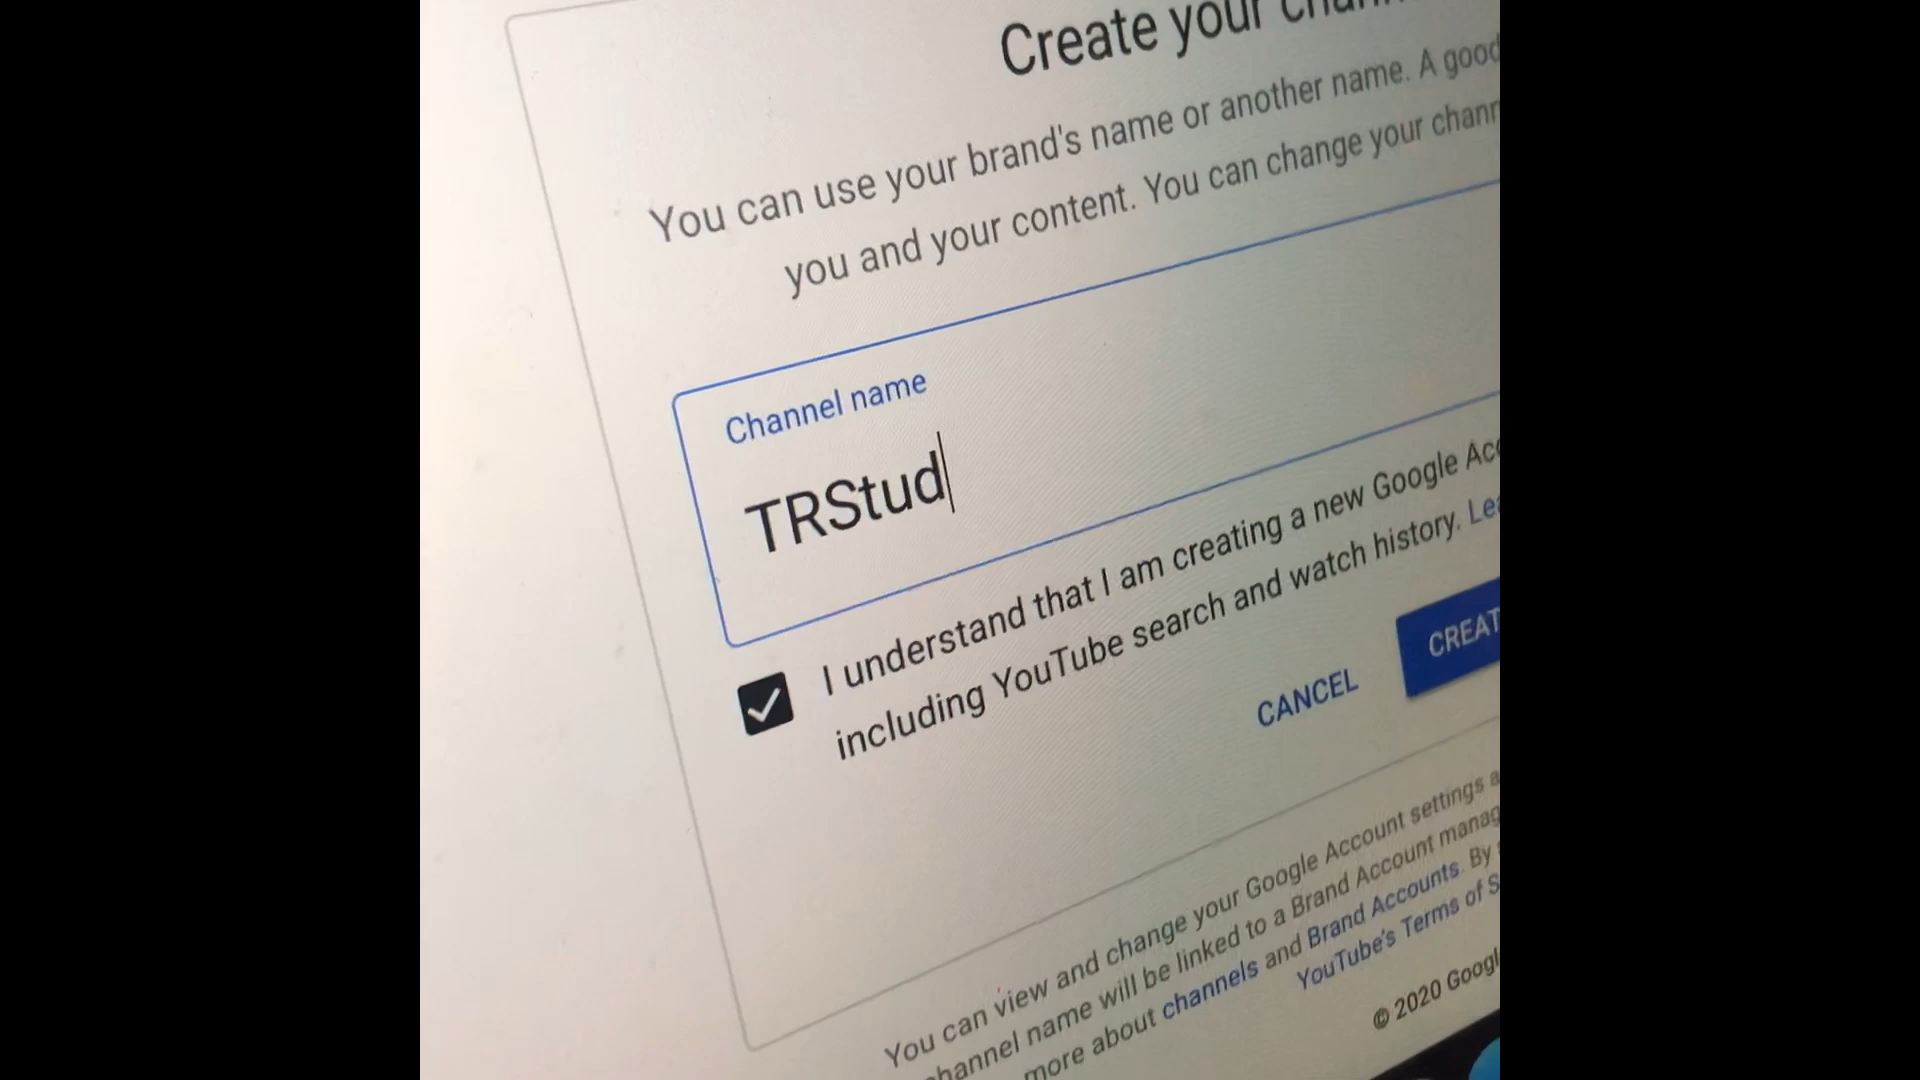 Create your
You can use your brand's name or another name. A good
you and your content. You can change your
Channel name
TRStud
I understand that I am creating a new Google
including YouTube search and watch history.
CANCEL
You can view and change your Google Account settings
channel name will be linked to a Brand Account
more about channels and Brand Accounts. By
YouTube's Terms of
© 2020